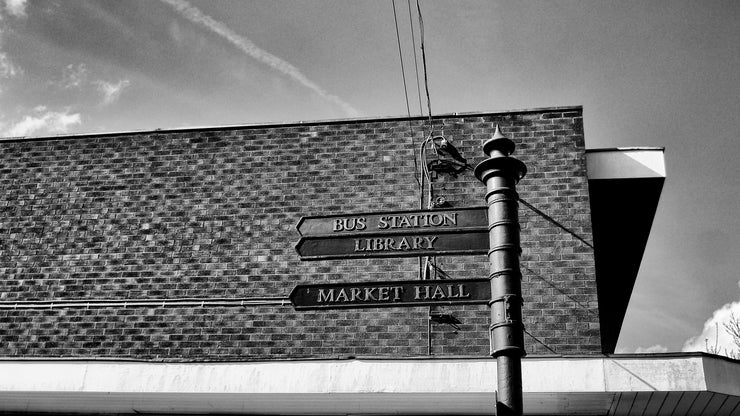 BUS STATION
LIBRARY
MARKET HALL